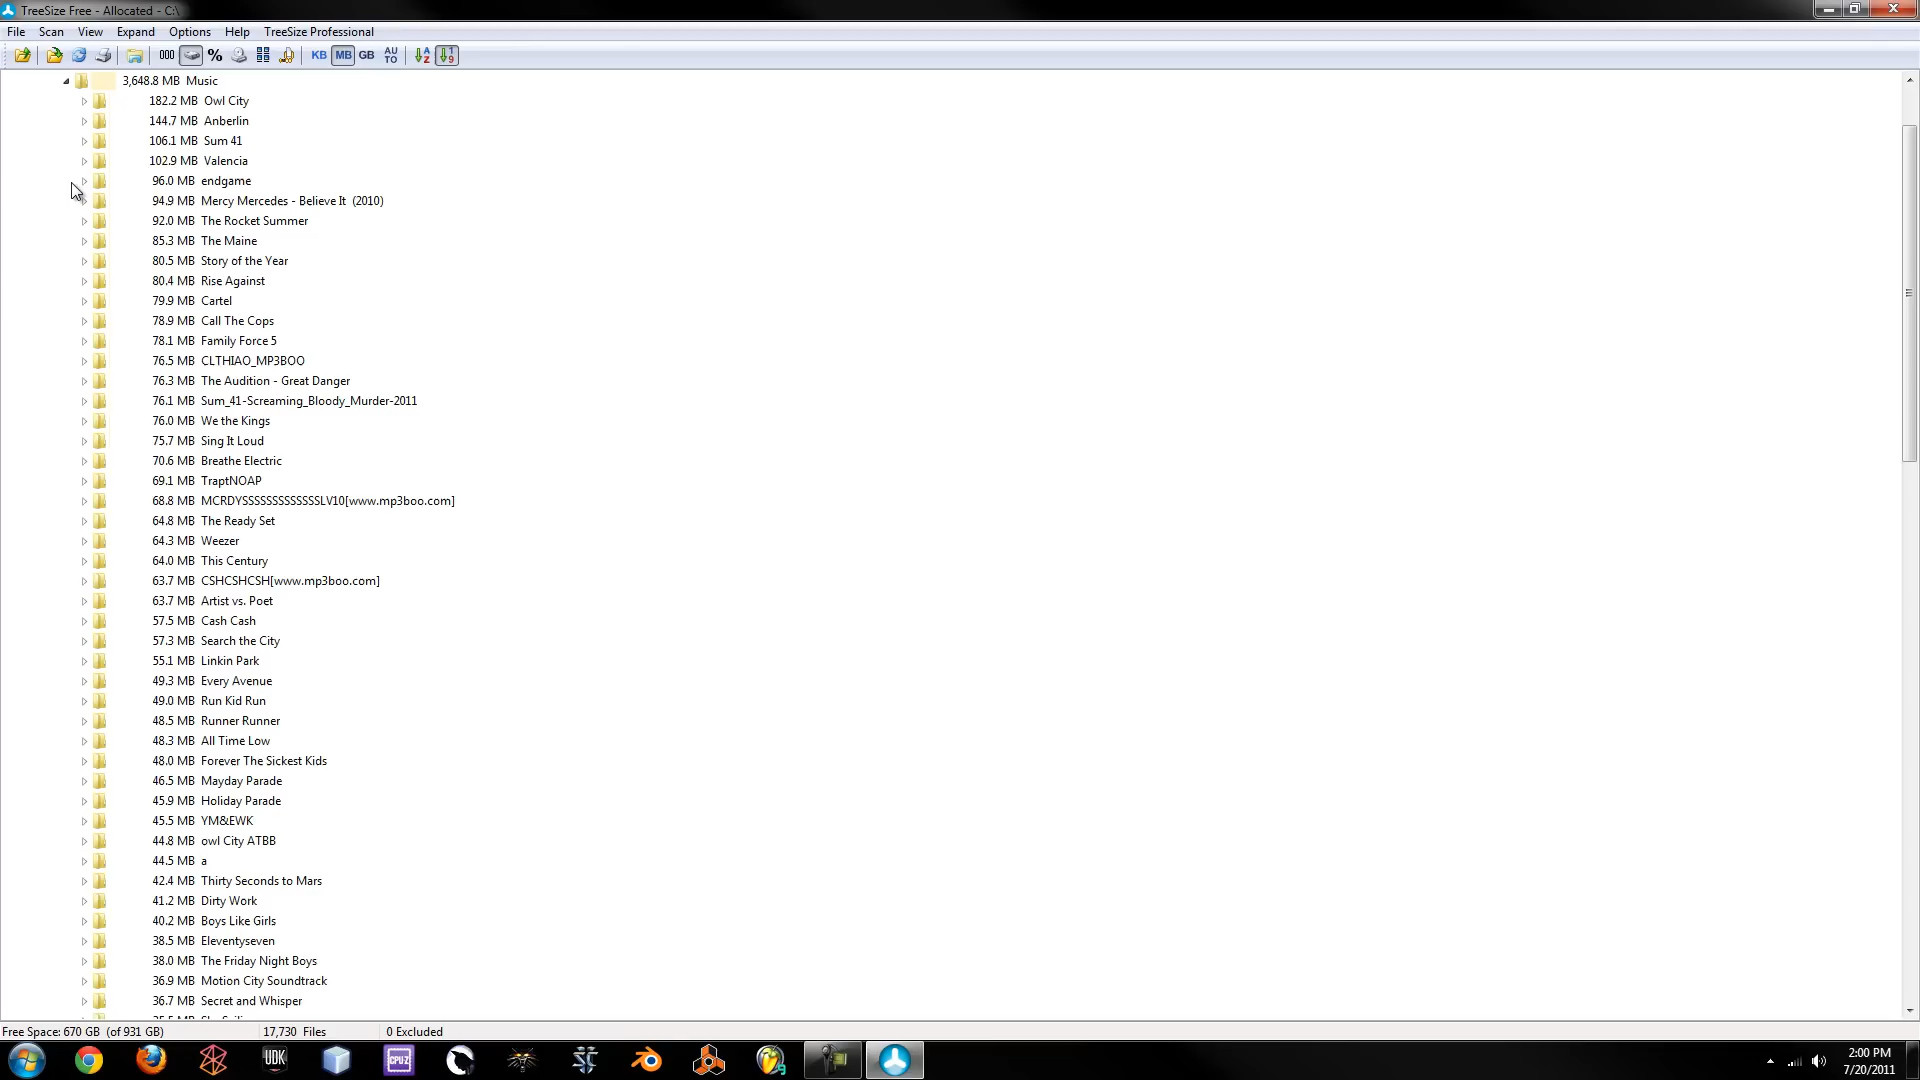 TreeSize Free - Allocated - C:\
File Scan View Expand Options Help TreeSize Professional
000 % KB MB GB AU TO A Z 1 9
3,648.8 MB Music
182.2 MB Owl City
144.7 MB Anberlin
106.1 MB Sum 41
102.9 MB Valencia
96.0 MB endgame
94.9 MB Mercy Mercedes - Believe It (2010)
92.0 MB The Rocket Summer
85.3 MB The Maine
80.5 MB Story of the Year
80.4 MB Rise Against
79.9 MB Cartel
78.9 MB Call The Cops
78.1 MB Family Force 5
76.5 MB CLTHIAO_MP3BOO
76.3 MB The Audition - Great Danger
76.1 MB Sum_41-Screaming_Bloody_Murder-2011
76.0 MB We the Kings
75.7 MB Sing It Loud
70.6 MB Breathe Electric
69.1 MB TraptNOAP
68.8 MB MCRDYSSSSSSSSSSSSSLV10[www.mp3boo.com]
64.8 MB The Ready Set
64.3 MB Weezer
64.0 MB This Century
63.7 MB CSHCSHCSH[www.mp3boo.com]
63.7 MB Artist vs. Poet
57.5 MB Cash Cash
57.3 MB Search the City
55.1 MB Linkin Park
49.3 MB Every Avenue
49.0 MB Run Kid Run
48.5 MB Runner Runner
48.3 MB All Time Low
48.0 MB Forever The Sickest Kids
46.5 MB Mayday Parade
45.9 MB Holiday Parade
45.5 MB YM&EWK
44.8 MB owl City ATBB
44.5 MB a
42.4 MB Thirty Seconds to Mars
41.2 MB Dirty Work
40.2 MB Boys Like Girls
38.5 MB Eleventyseven
38.0 MB The Friday Night Boys
36.9 MB Motion City Soundtrack
36.7 MB Secret and Whisper
Free Space: 670 GB (of 931 GB) 17,730 Files 0 Excluded
UDK CPU-Z
2:00 PM
7/20/2011